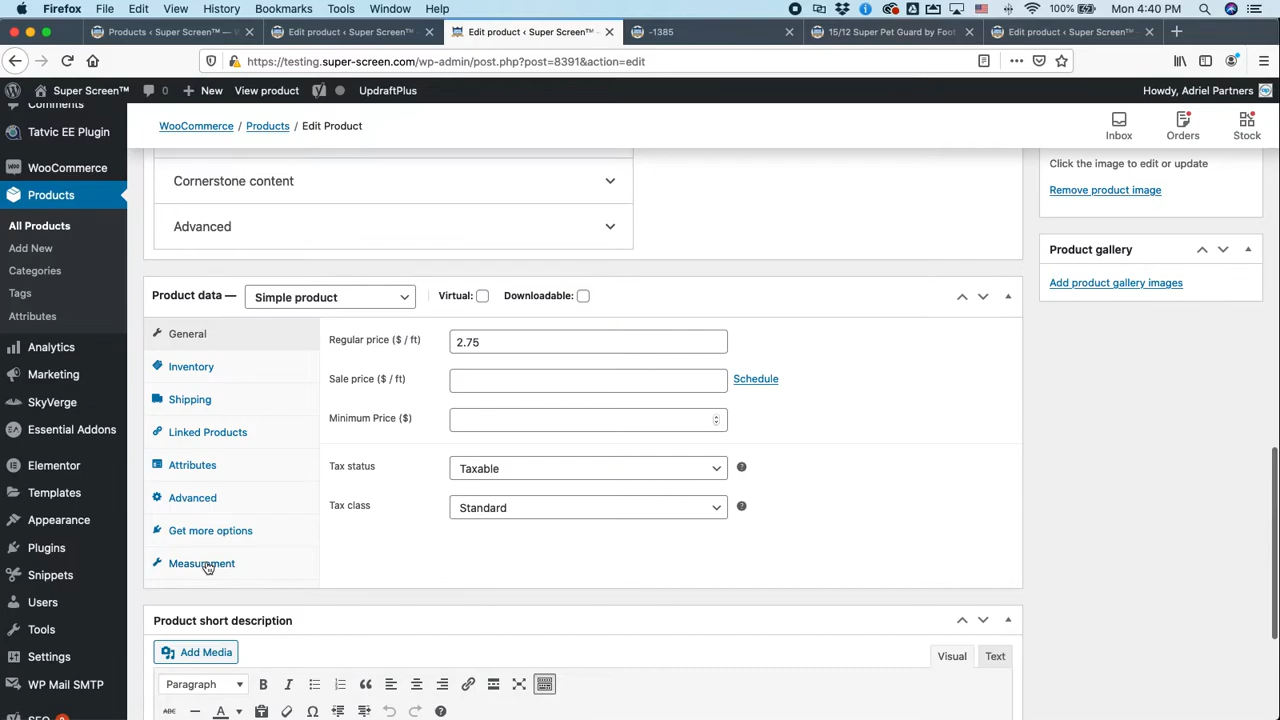 Firefox File Edit View History Bookmarks Tools Window Help 100% Mon 4:40 PM
Products ‹ Super Screen™ — W Edit product ‹ Super Screen™ — Edit product ‹ Super Screen™ — -1385 15/12 Super Pet Guard by Foot Edit product ‹ Super Screen™ —
https://testing.super-screen.com/wp-admin/post.php?post=8391&action=edit
Super Screen™ 0 New View product UpdraftPlus Howdy, Adriel Partners
Comments
Tatvic EE Plugin
WooCommerce
Products
All Products
Add New
Categories
Tags
Attributes
Analytics
Marketing
SkyVerge
Essential Addons
Elementor
Templates
Appearance
Plugins
Snippets
Users
Tools
Settings
WP Mail SMTP
SEO
WooCommerce / Products / Edit Product
Inbox Orders Stock
Cornerstone content
Advanced
Click the image to edit or update
Remove product image
Product gallery
Add product gallery images
Product data — Simple product Virtual: Downloadable:
General
Inventory
Shipping
Linked Products
Attributes
Advanced
Get more options
Measurement
Regular price ($ / ft) 2.75
Sale price ($ / ft) Schedule
Minimum Price ($)
Tax status Taxable
Tax class Standard
Product short description
Add Media
Visual Text
Paragraph B I
ABC A